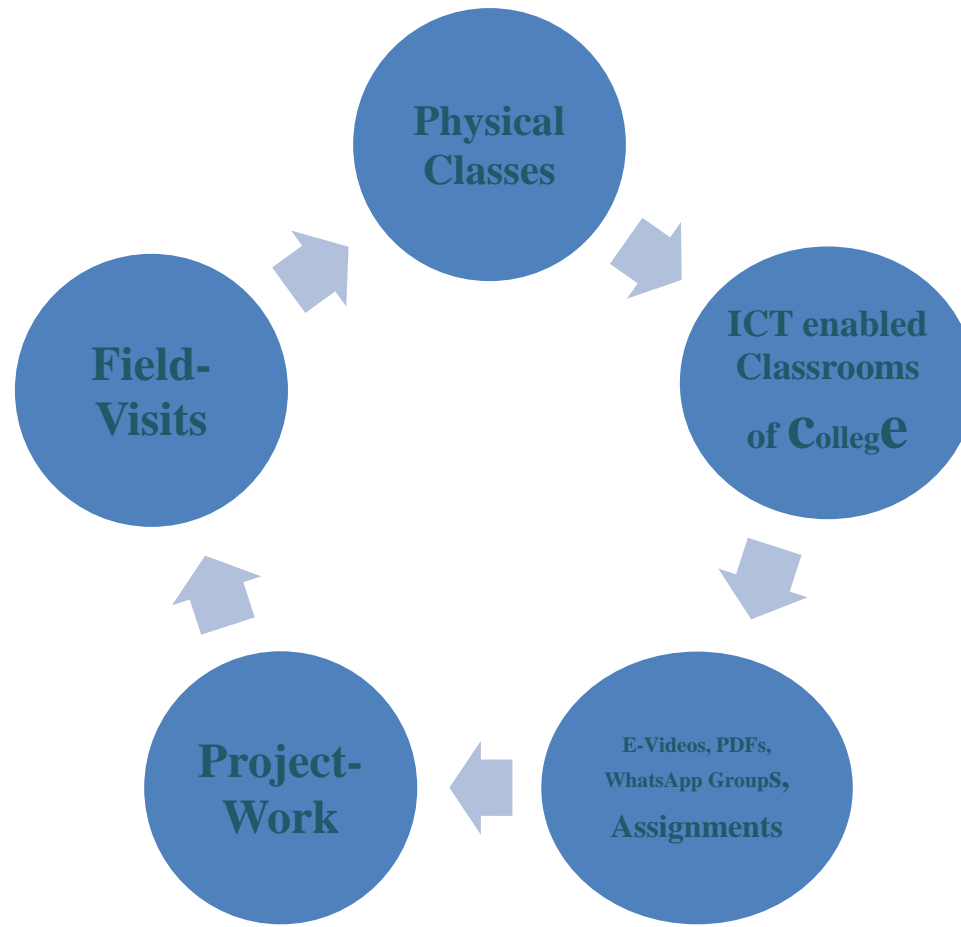 Physical
Classes
ICT enabled
Classrooms
of college
E-Videos, PDFs,
WhatsApp Groups,
Assignments
Project-
Work
Field-
Visits